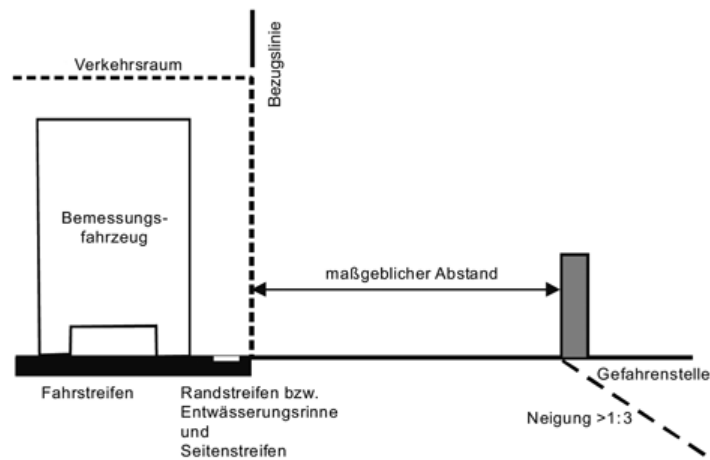 Verkehrsraum
Bezugslinie
Bemessungs-
fahrzeug
maßgeblicher Abstand
Fahrstreifen
Randstreifen bzw.
Entwässerungsrinne
und
Seitenstreifen
Gefahrenstelle
Neigung >1:3